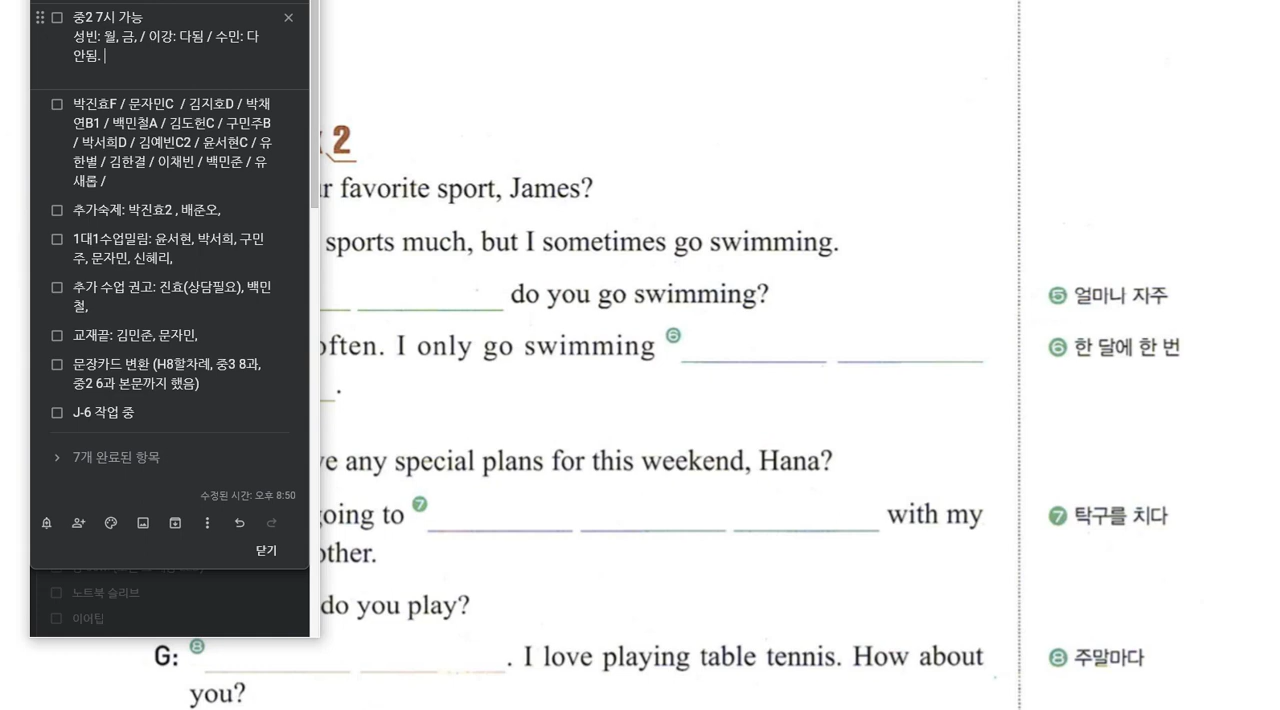 중2 7시 가능
성빈: 월, 금, / 이강: 다됨 / 수민: 다
안됨.
박진효F / 문자민C / 김지호D / 박채
연B1 / 백민철A / 김도헌C / 구민주B
/ 박서희D / 김예빈C2 / 윤서현C / 유
한별 / 김한결 / 이채빈 / 백민준 / 유
새롭 /
추가숙제: 박진효2 , 배준오,
1대1수업밀림: 윤서현, 박서희, 구민
주, 문자민, 신혜리,
추가 수업 권고: 진효(상담필요), 백민
철,
교재끝: 김민준, 문자민,
문장카드 변환 (H8할차례, 중3 8과,
중2 6과 본문까지 했음)
J-6 작업 중
7개 완료된 항목
수정된 시간: 오후 8:50
닫기
노트북 슬리브
이어팁
2
r favorite sport, James?
sports much, but I sometimes go swimming.
do you go swimming?
⑤ 얼마나 자주
often. I only go swimming ⑥
⑥ 한 달에 한 번
.
ve any special plans for this weekend, Hana?
going to ⑦ with my
⑦ 탁구를 치다
other.
do you play?
G: ⑧ . I love playing table tennis. How about
⑧ 주말마다
you?